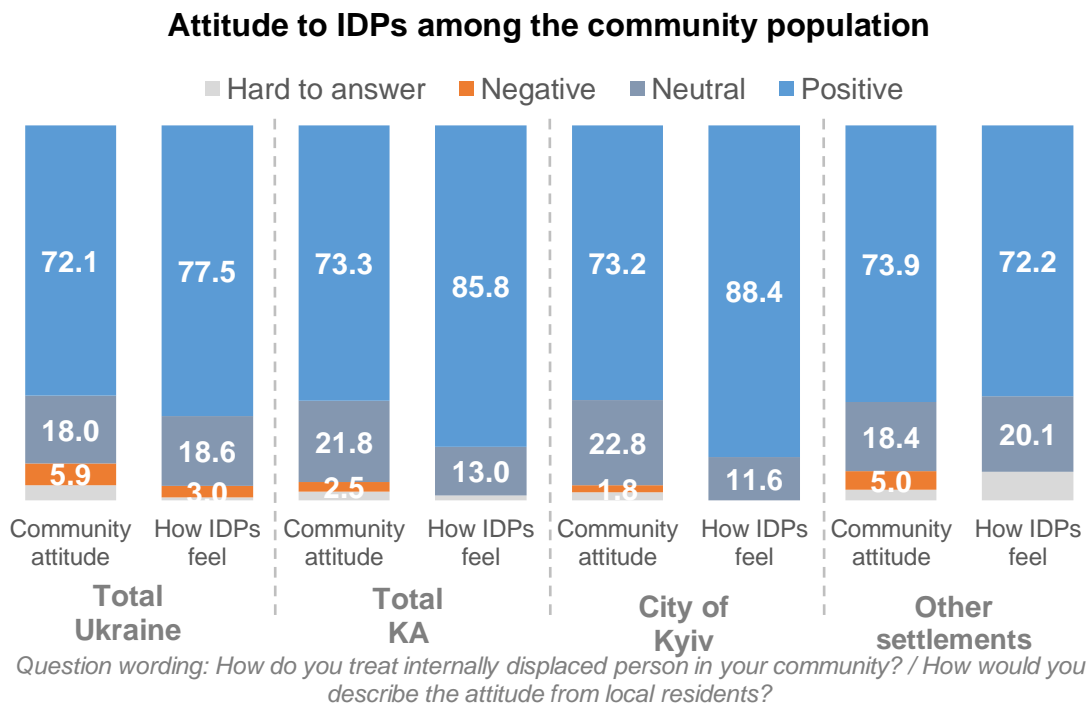 Attitude to IDPs among the community population
Hard to answer Negative Neutral Positive
72.1 77.5 73.3 85.8 73.2 88.4 73.9 72.2
18.0 18.6 21.8 13.0 22.8 11.6 18.4 20.1
5.9 3.0 2.5 1.8 5.0
Community How IDPs Community How IDPs Community How IDPs Community How IDPs
attitude feel attitude feel attitude feel attitude feel
Total Total City of Other
Ukraine KA Kyiv settlements
Question wording: How do you treat internally displaced person in your community? / How would you
describe the attitude from local residents?